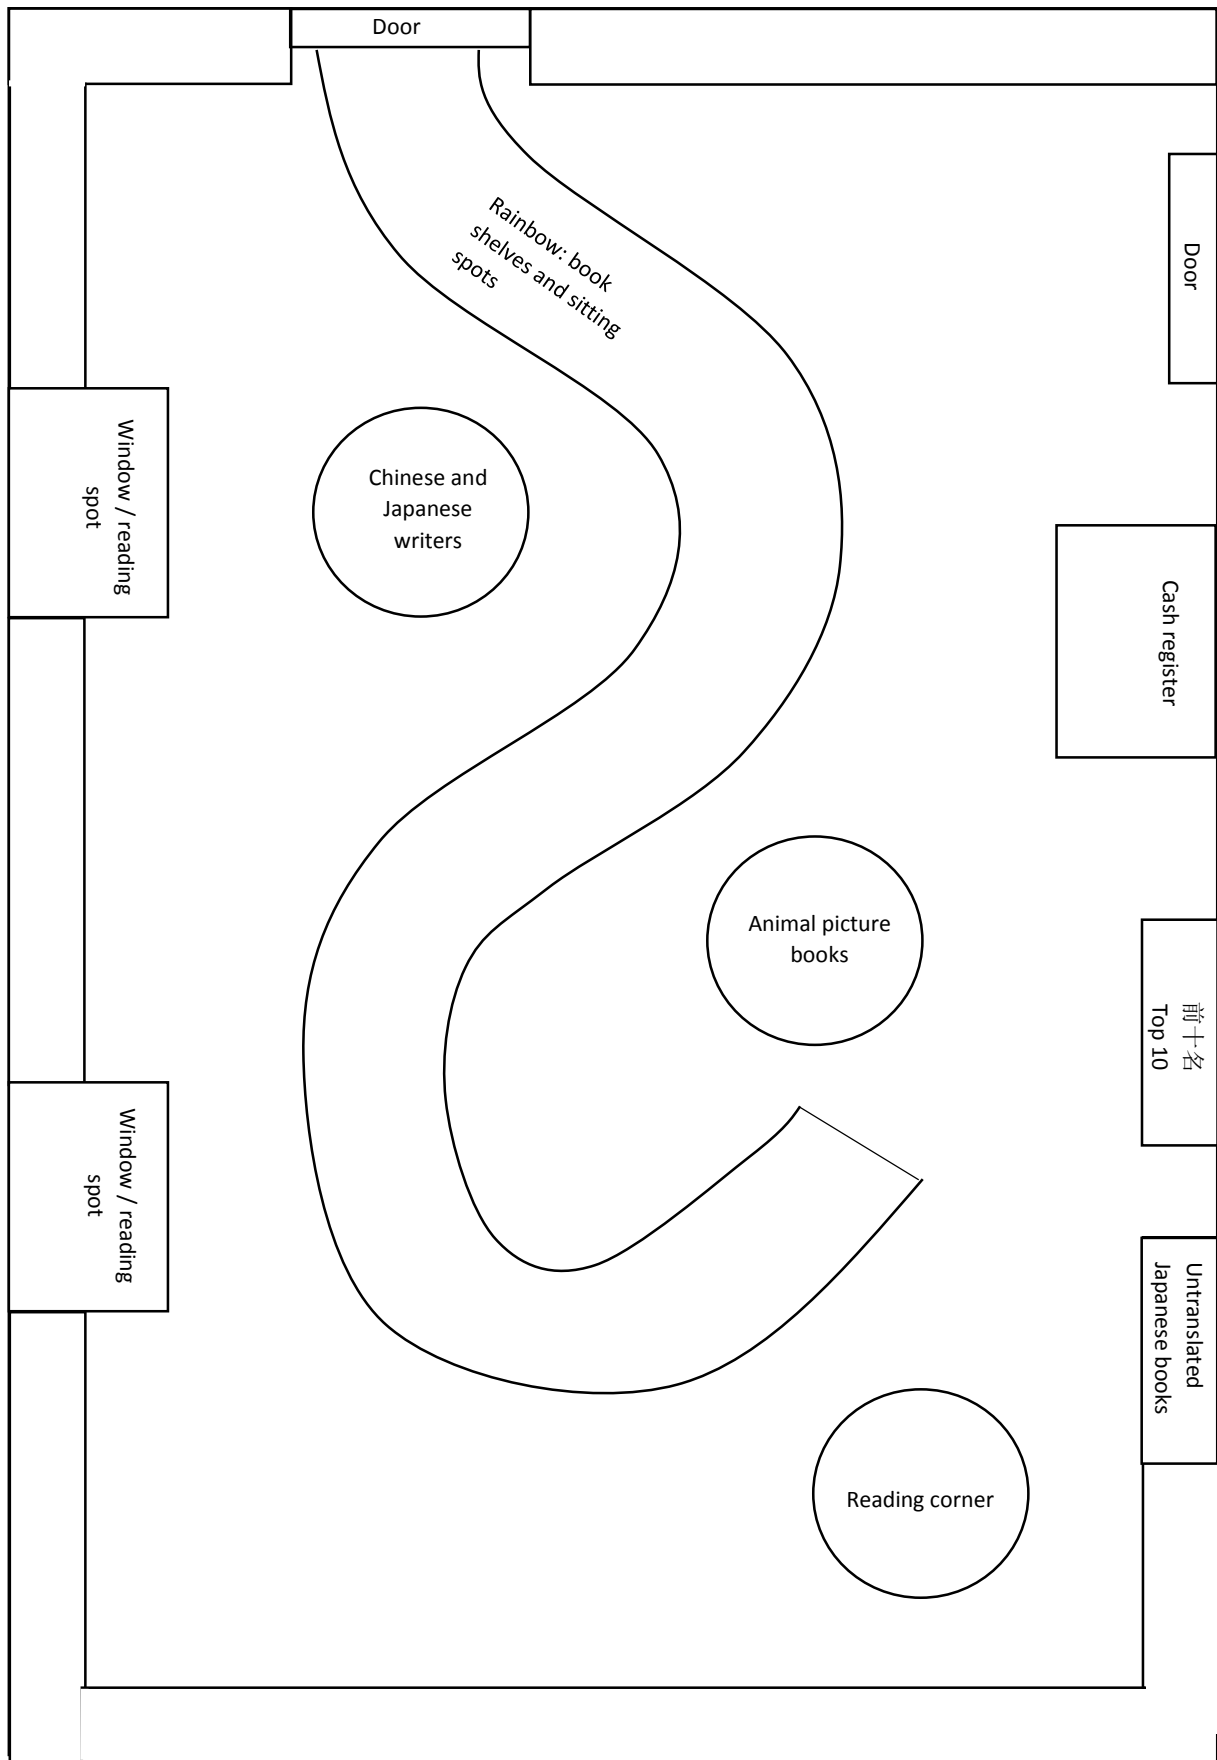 Door
Rainbow: book
shelves and sitting
spots
Door
Window / reading
spot
Chinese and
Japanese
writers
Cash register
Animal picture
books
前十名
Top 10
Window / reading
spot
Untranslated
Japanese books
Reading corner